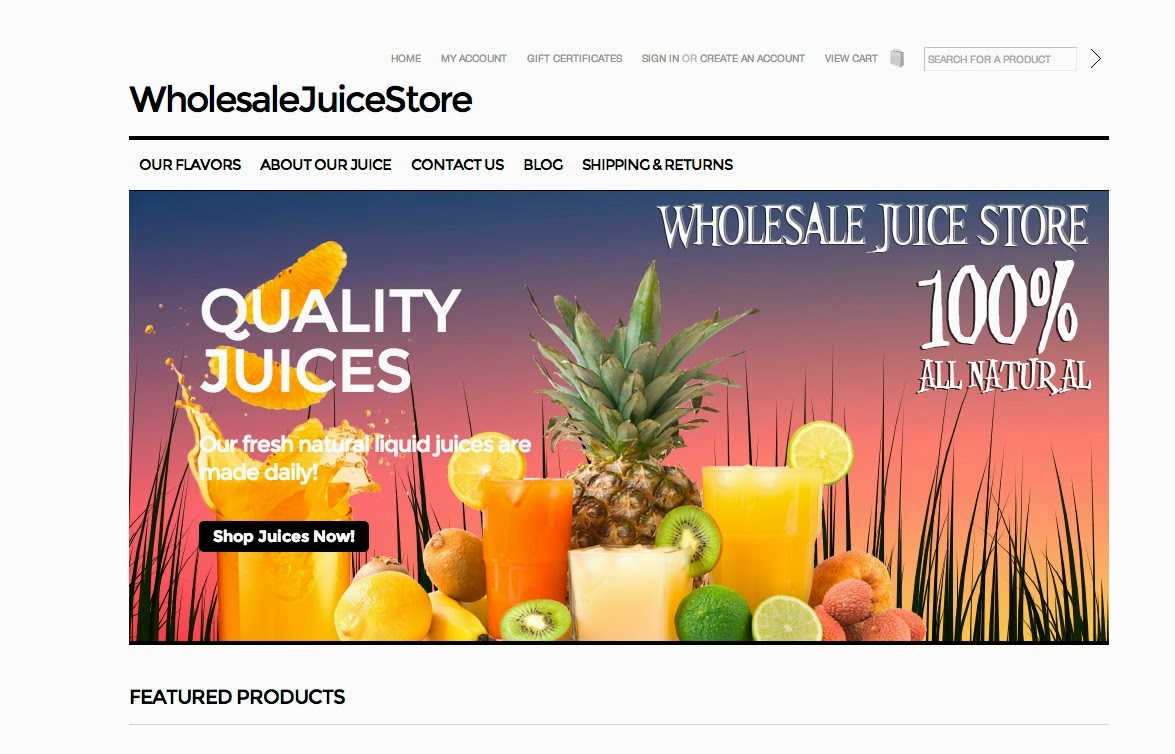 HOME MY ACCOUNT GIFT CERTIFICATES SIGN IN OR CREATE AN ACCOUNT VIEW CART SEARCH FOR A PRODUCT
WholesaleJuiceStore
OUR FLAVORS ABOUT OUR JUICE CONTACT US BLOG SHIPPING & RETURNS
WHOLESALE JUICE STORE
100%
ALL NATURAL
QUALITY
JUICES
Our fresh natural liquid juices are
made daily!
Shop Juices Now!
FEATURED PRODUCTS